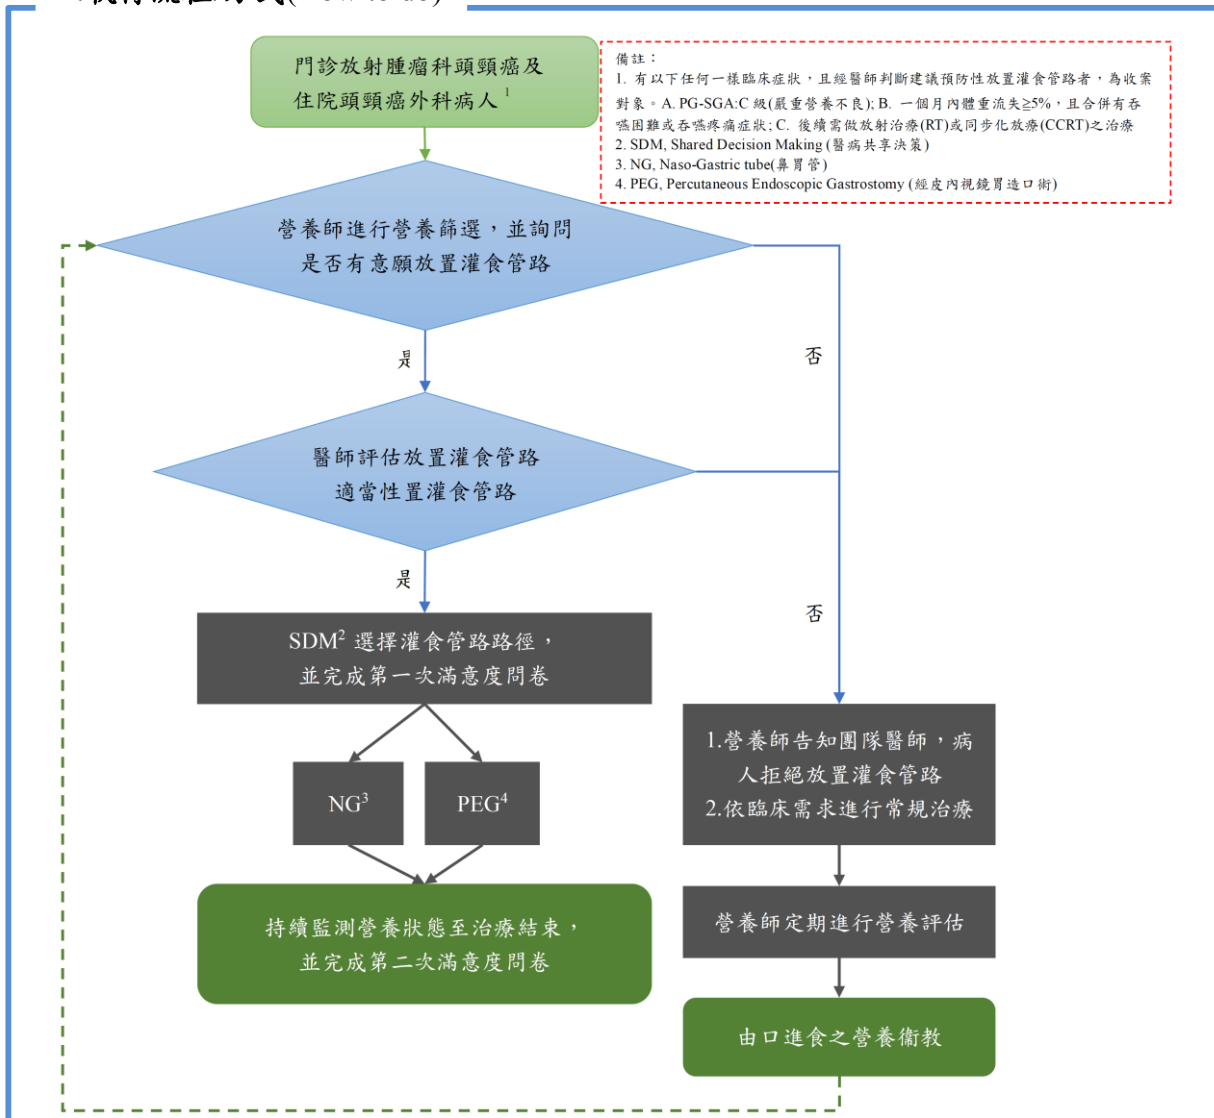 門診放射腫瘤科頭頸癌及
住院頭頸癌外科病人1
備註：
1. 有以下任何一樣臨床症狀，且經醫師判斷建議預防性放置灌食管路者，為收案
對象。A. PG-SGA:C 級(嚴重營養不良); B. 一個月內體重流失≧5%，且合併有吞
嚥困難或吞嚥疼痛症狀; C. 後續需做放射治療(RT)或同步化放療(CCRT)之治療
2. SDM, Shared Decision Making (醫病共享決策)
3. NG, Naso-Gastric tube(鼻胃管)
4. PEG, Percutaneous Endoscopic Gastrostomy (經皮內視鏡胃造口術)
營養師進行營養篩選，並詢問
是否有意願放置灌食管路
是
否
醫師評估放置灌食管路
適當性置灌食管路
是
否
SDM2 選擇灌食管路路徑，
並完成第一次滿意度問卷
NG3
PEG4
持續監測營養狀態至治療結束，
並完成第二次滿意度問卷
1.營養師告知團隊醫師，病
人拒絕放置灌食管路
2.依臨床需求進行常規治療
營養師定期進行營養評估
由口進食之營養衛教